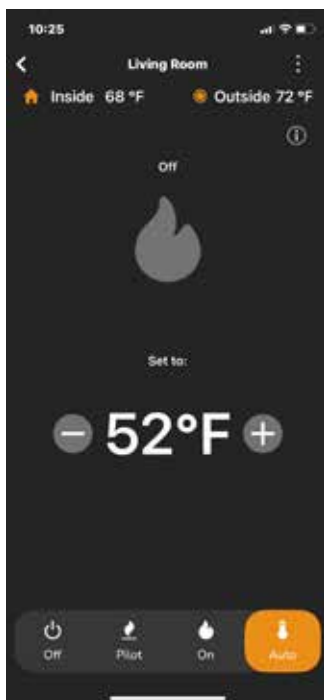 10:25
Living Room
Inside 68 °F Outside 72 °F
Off
Set to:
52°F
Off Pilot On Auto